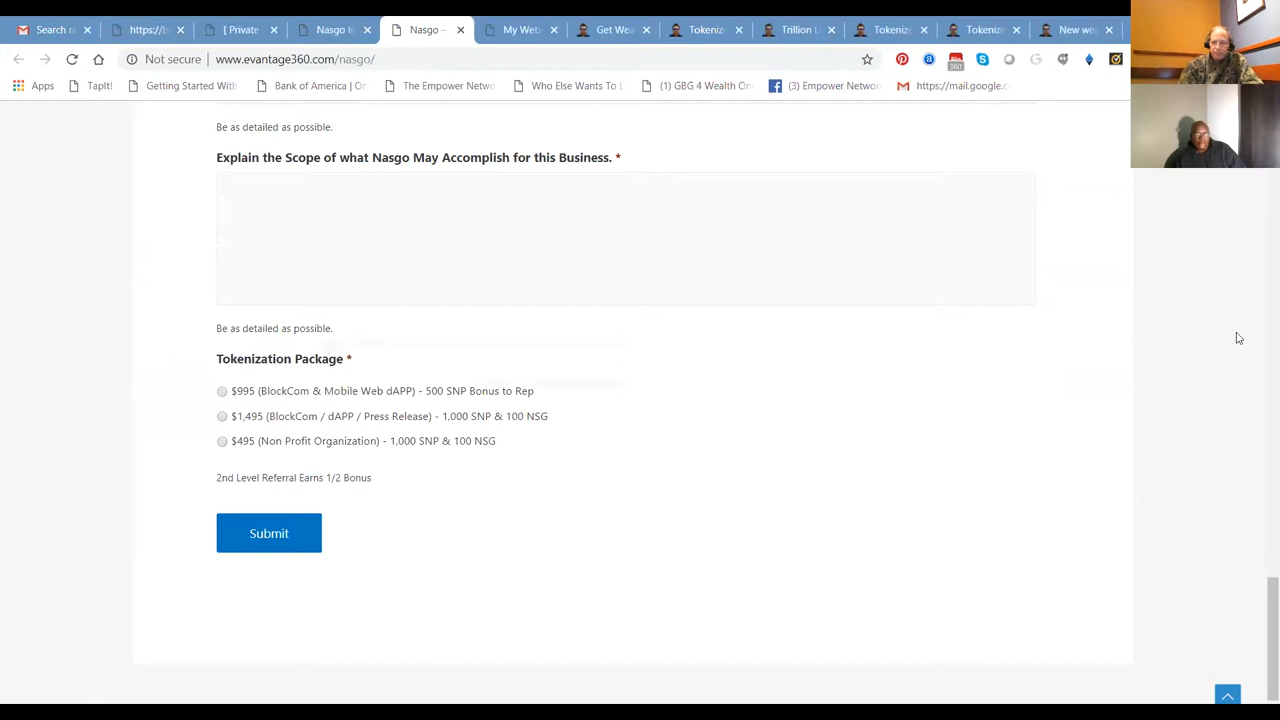 Search re
https://b
[ Private
Nasgo I
Nasgo –
My Web
Get Wea
Tokeniz
Trillion
Tokeniz
Tokeniz
New wea
Not secure
www.evantage360.com/nasgo/
Apps
TapIt!
Getting Started With
Bank of America | On
The Empower Netwo
Who Else Wants To L
(1) GBG 4 Wealth On
(3) Empower Networ
https://mail.google.c
Be as detailed as possible.
Explain the Scope of what Nasgo May Accomplish for this Business. *
Be as detailed as possible.
Tokenization Package *
$995 (BlockCom & Mobile Web dAPP) - 500 SNP Bonus to Rep
$1,495 (BlockCom / dAPP / Press Release) - 1,000 SNP & 100 NSG
$495 (Non Profit Organization) - 1,000 SNP & 100 NSG
2nd Level Referral Earns 1/2 Bonus
Submit